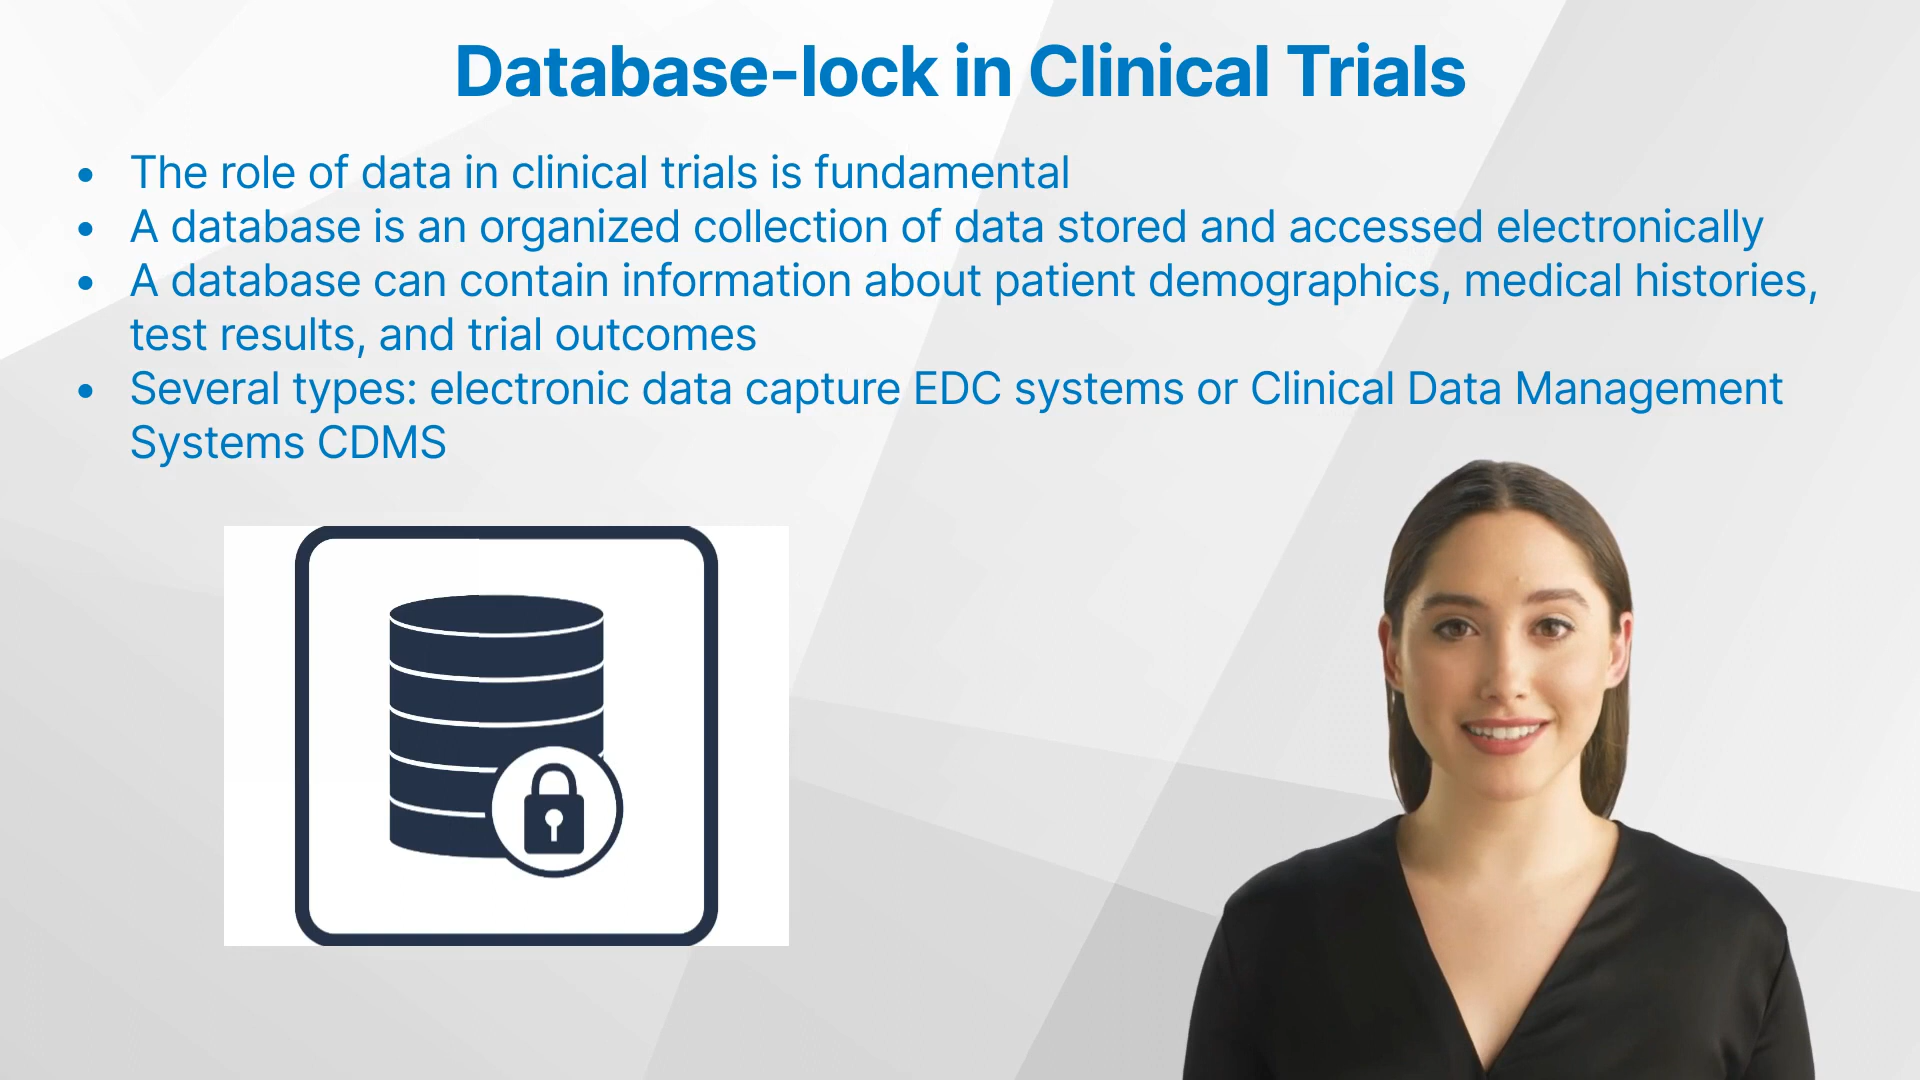 Database-lock in Clinical Trials
• The role of data in clinical trials is fundamental
• A database is an organized collection of data stored and accessed electronically
• A database can contain information about patient demographics, medical histories,
test results, and trial outcomes
• Several types: electronic data capture EDC systems or Clinical Data Management
Systems CDMS